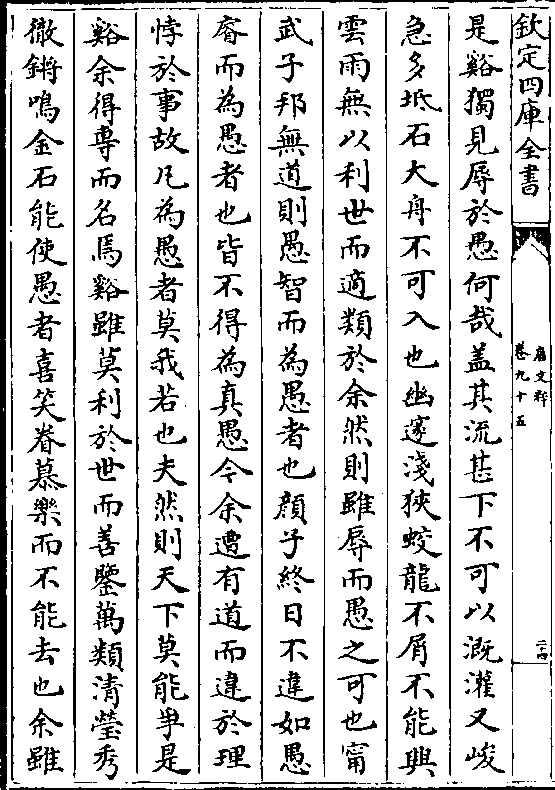 欽定四庫全書
唐文粹
卷九十五
二十四
是谿獨見辱於愚何哉盖其流甚下不可以溉灌又峻
急多坻石大舟不可入也幽邃淺狹蛟龍不屑不能興
雲雨無以利世而適類於余然則雖辱而愚之可也甯
武子邦無道則愚智而為愚者也顔子終日不違如愚
睿而為愚者也皆不得為真愚今余遭有道而違於理
悖於事故凡為愚者莫我若也夫然則天下莫能爭是
谿余得專而名焉谿雖莫利於世而善鑒萬類清瑩秀
徹鏘鳴金石能使愚者喜笑眷慕樂而不能去也余雖